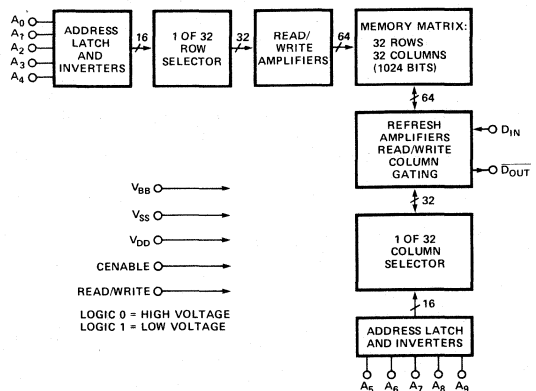 A0
A1
A2
A3
A4
ADDRESS
LATCH
AND
INVERTERS
16
1 OF 32
ROW
SELECTOR
32
READ/
WRITE
AMPLIFIERS
64
MEMORY MATRIX:
32 ROWS
32 COLUMNS
(1024 BITS)
64
REFRESH
AMPLIFIERS
READ/WRITE
COLUMN
GATING
DIN
DOUT
32
1 OF 32
COLUMN
SELECTOR
16
ADDRESS LATCH
AND INVERTERS
A5 A6 A7 A8 A9
VBB
VSS
VDD
CENABLE
READ/WRITE
LOGIC 0 = HIGH VOLTAGE
LOGIC 1 = LOW VOLTAGE